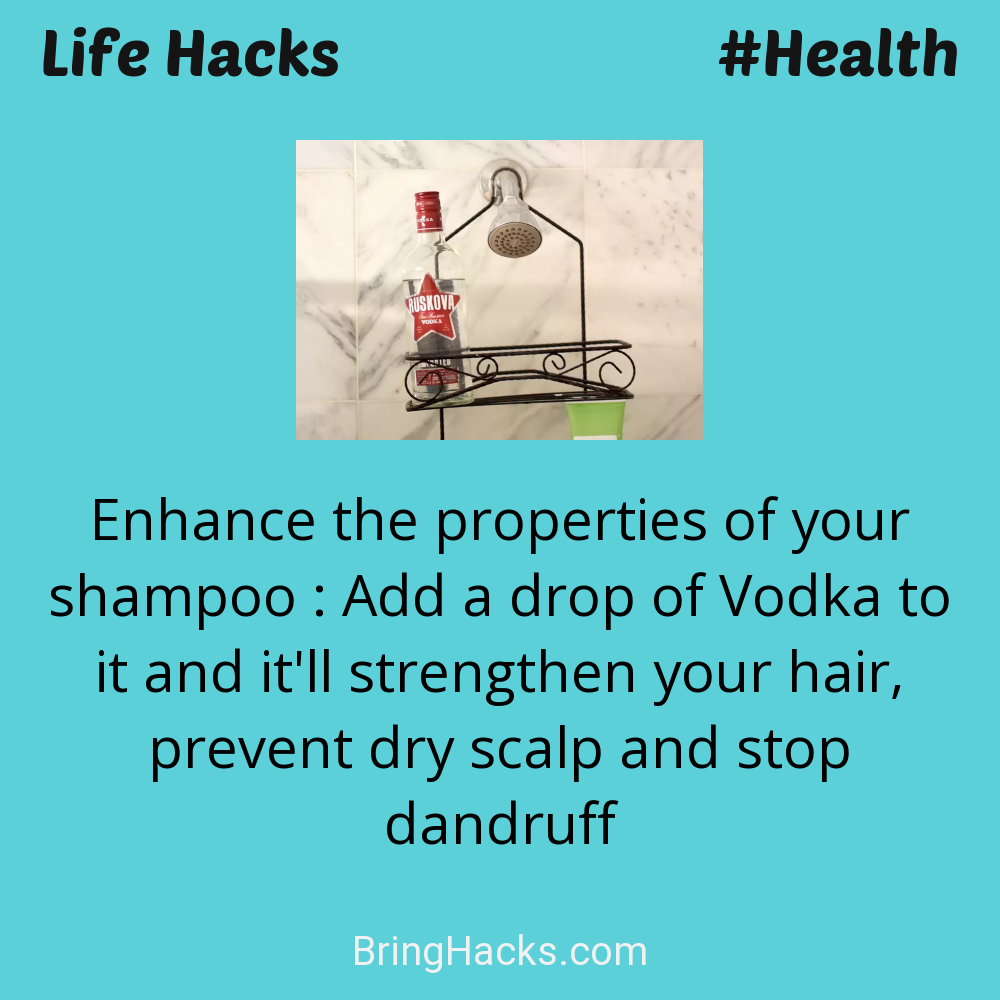 Life Hacks
#Health
VODKA
RUSKOVA
VODKA
Enhance the properties of your
shampoo : Add a drop of Vodka to
it and it'll strengthen your hair,
prevent dry scalp and stop
dandruff
BringHacks.com